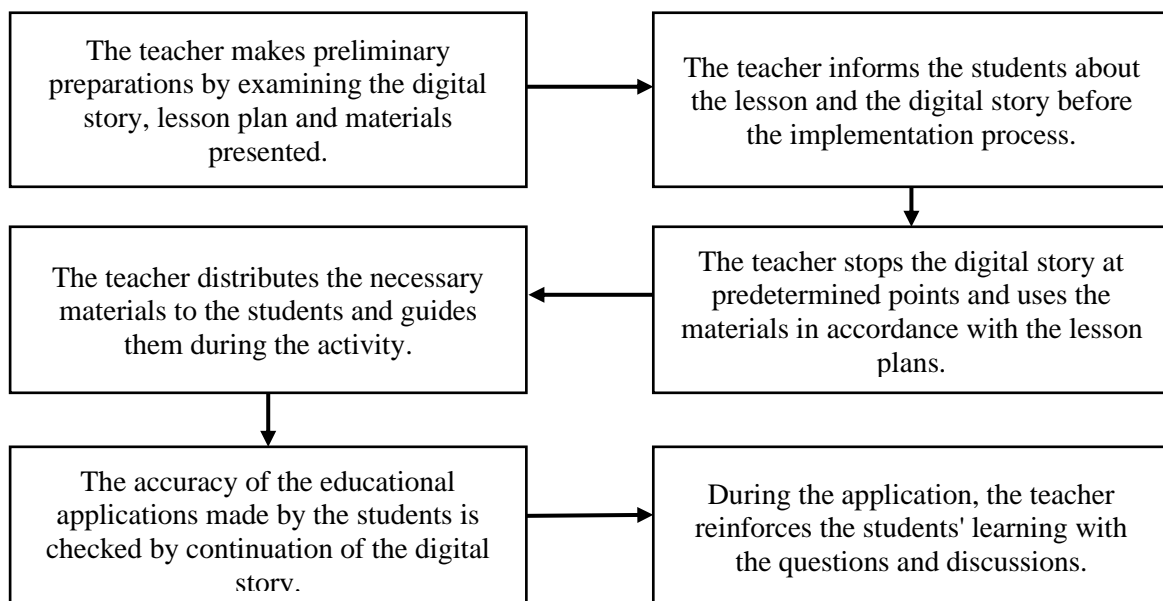 The teacher makes preliminary
preparations by examining the digital
story, lesson plan and materials
presented.
The teacher informs the students about
the lesson and the digital story before
the implementation process.
The teacher stops the digital story at
predetermined points and uses the
materials in accordance with the lesson
plans.
The teacher distributes the necessary
materials to the students and guides
them during the activity.
The accuracy of the educational
applications made by the students is
checked by continuation of the digital
story.
During the application, the teacher
reinforces the students' learning with
the questions and discussions.